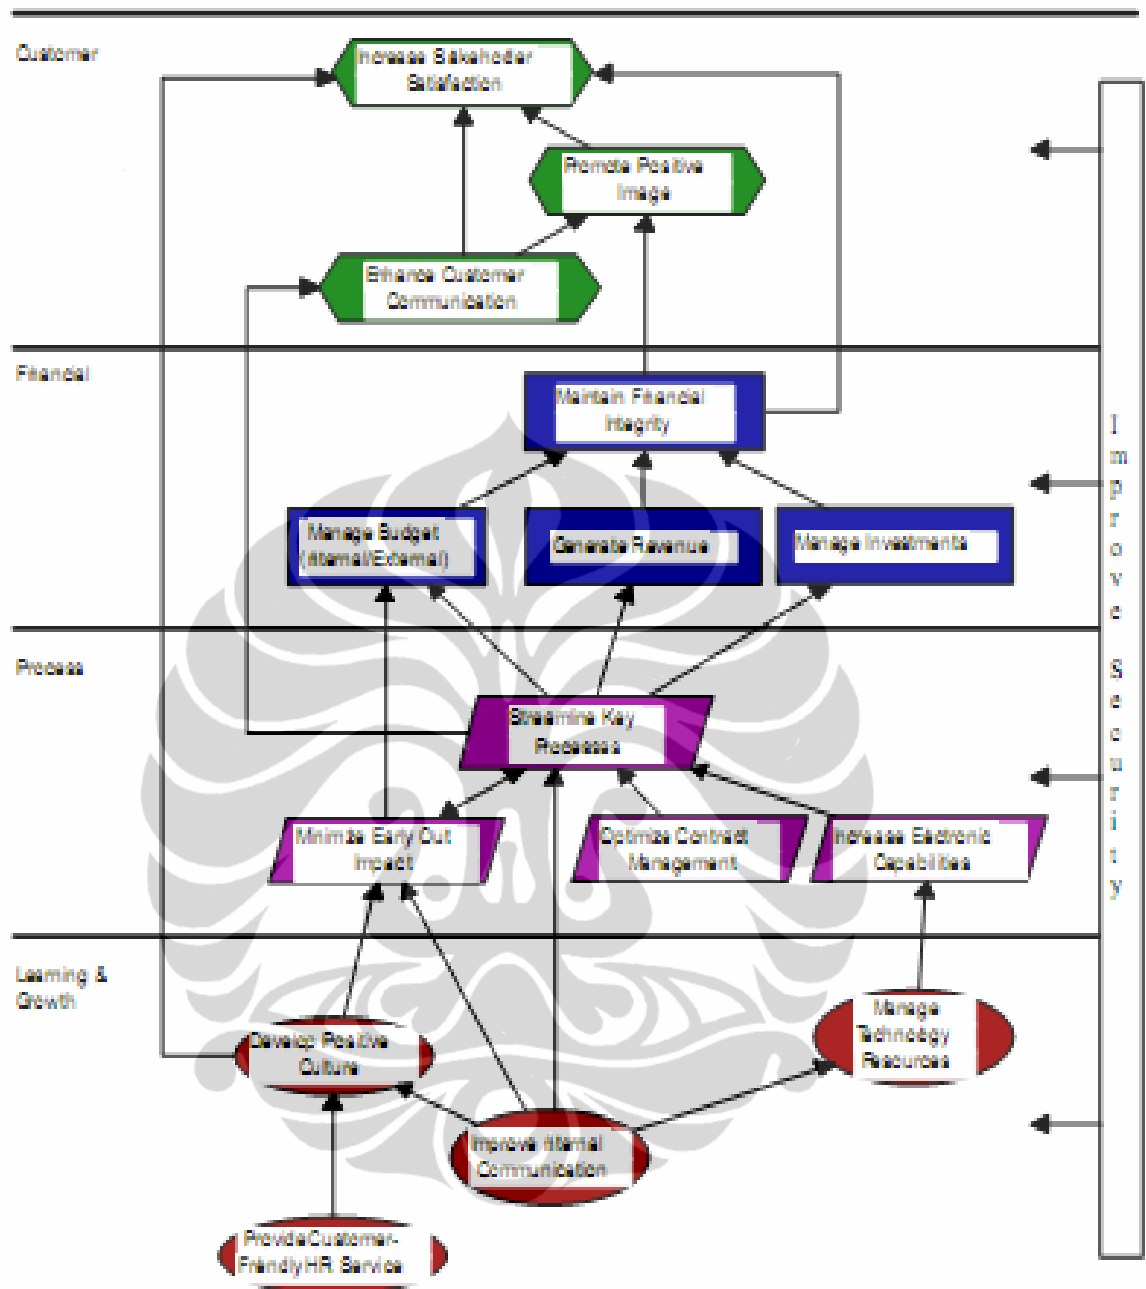 Customer
Increase Stakeholder
Satisfaction
Promote Positive
Image
Enhance Customer
Communication
Financial
Maintain Financial
Integrity
Manage Budget
(Internal/External)
Generate Revenue
Manage Investments
Process
Streamline Key
Processes
Minimize Early Out
Impact
Optimize Contract
Management
Increase Electronic
Capabilities
Learning &
Growth
Develop Positive
Culture
Manage
Technology
Resources
Improve Internal
Communication
Provide Customer-
Friendly HR Service
Improve Security